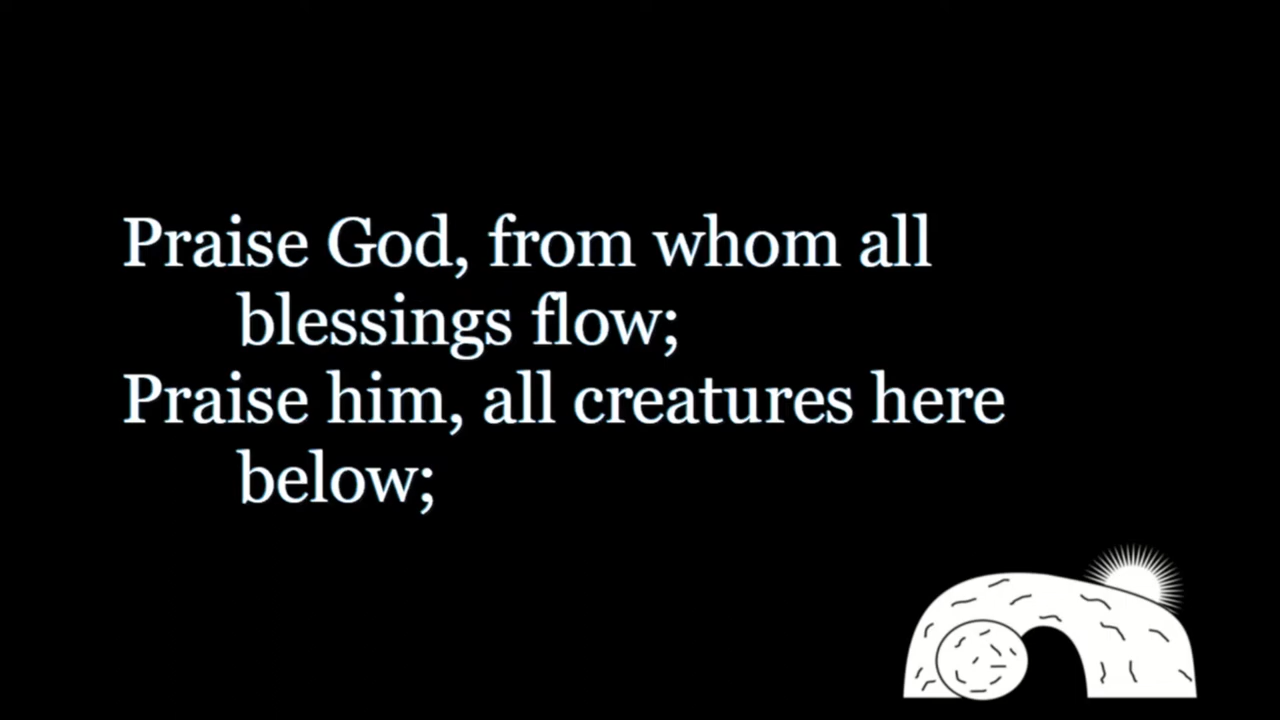 Praise God, from whom all
blessings flow;
Praise him, all creatures here
below;